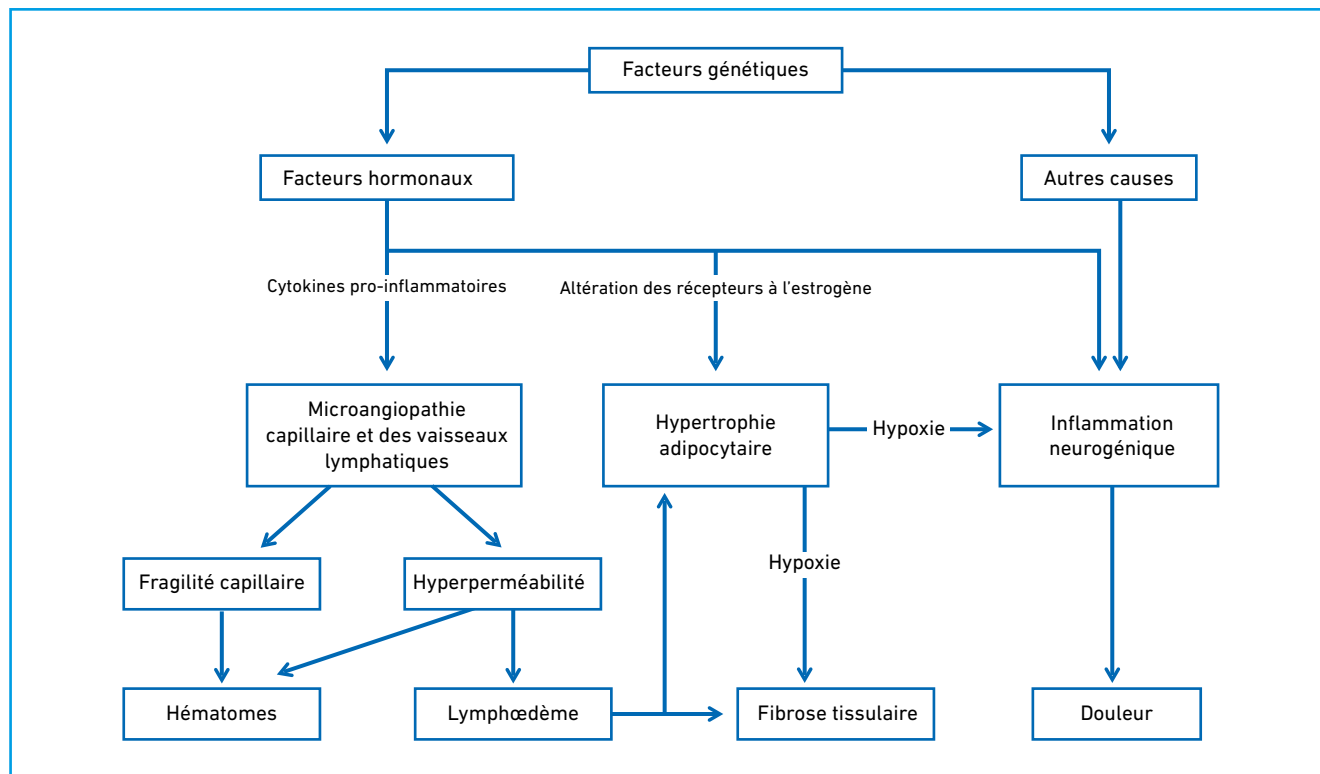 Facteurs génétiques
Facteurs hormonaux
Autres causes
Cytokines pro-inflammatoires
Altération des récepteurs à l’estrogène
Microangiopathie
capillaire et des vaisseaux
lymphatiques
Hypertrophie
adipocytaire
Hypoxie
Inflammation
neurogénique
Hypoxie
Fragilité capillaire
Hyperperméabilité
Hématomes
Lymphœdème
Fibrose tissulaire
Douleur